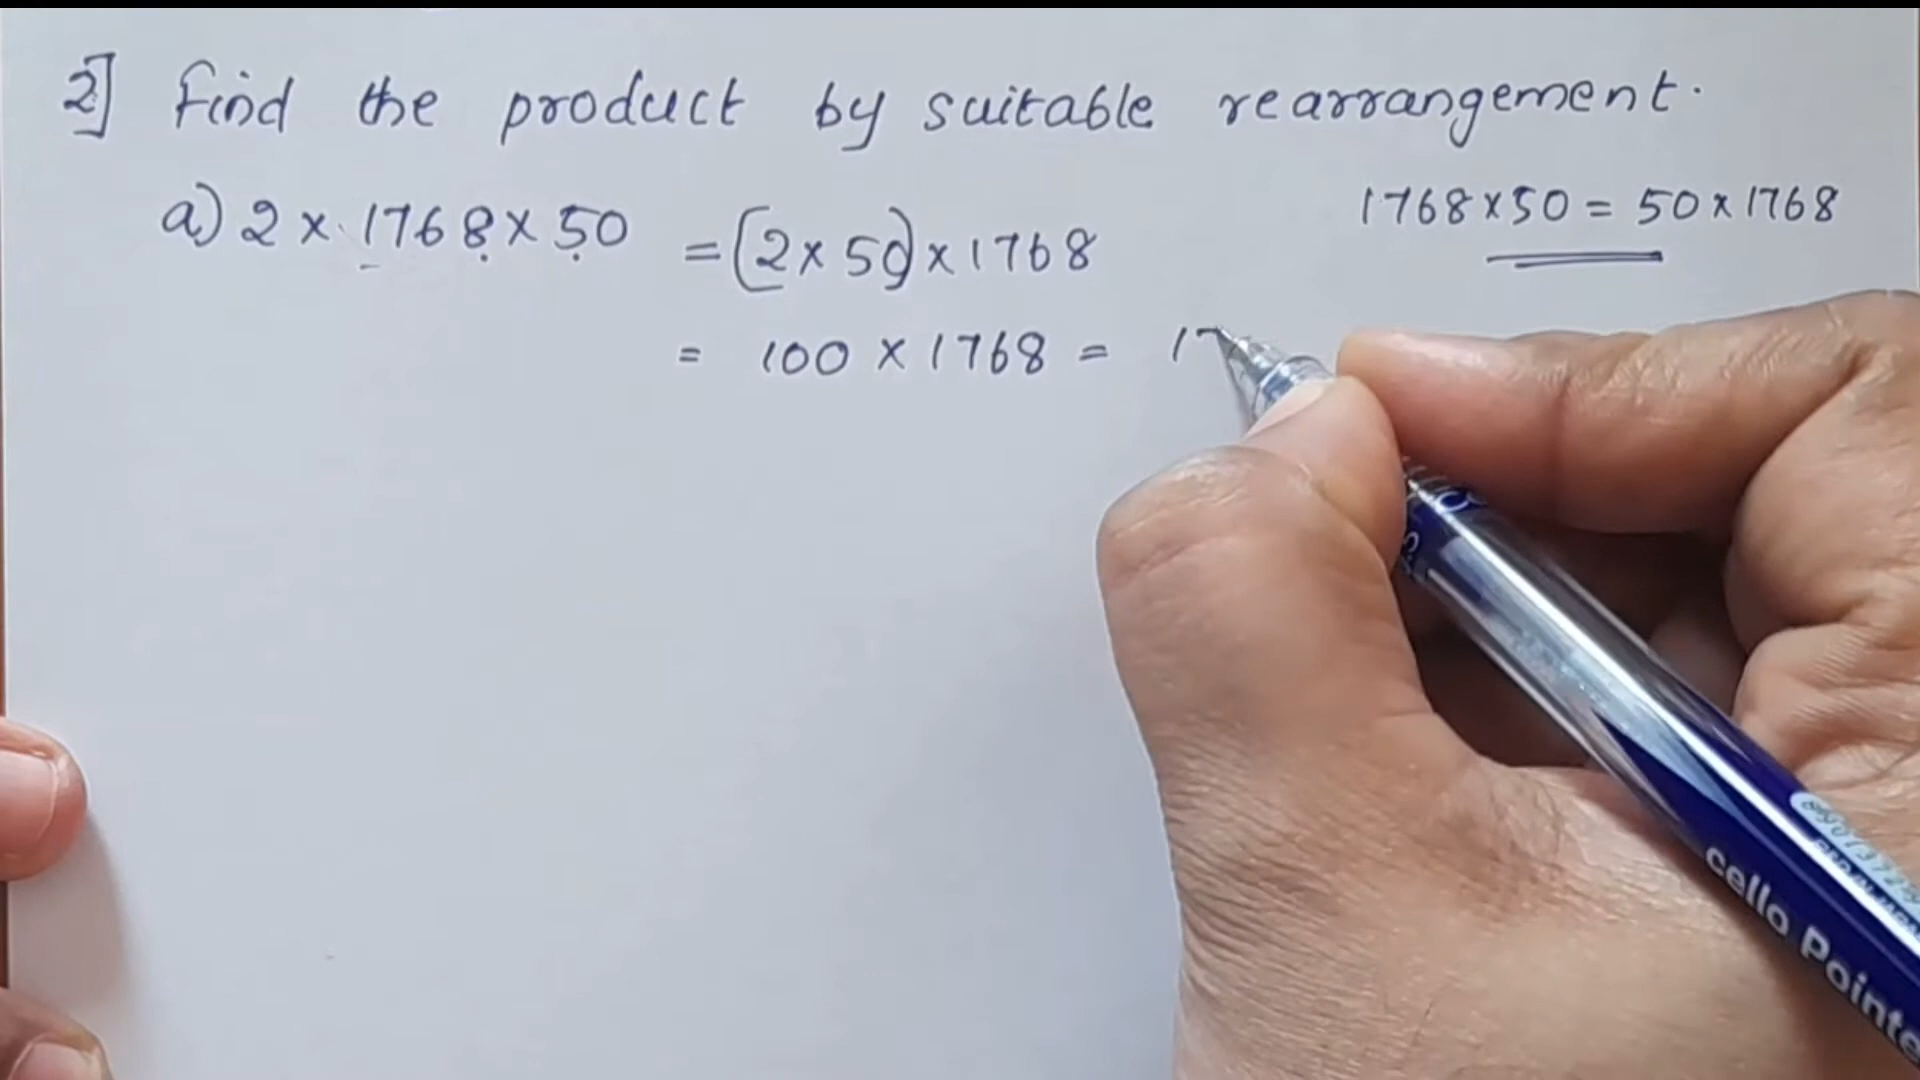 2] Find the product by suitable rearrangement.
a) 2 × 1768 × 50 = (2 × 50) × 1768
1768 × 50 = 50 × 1768
= 100 × 1768 = 17
cello Pointe